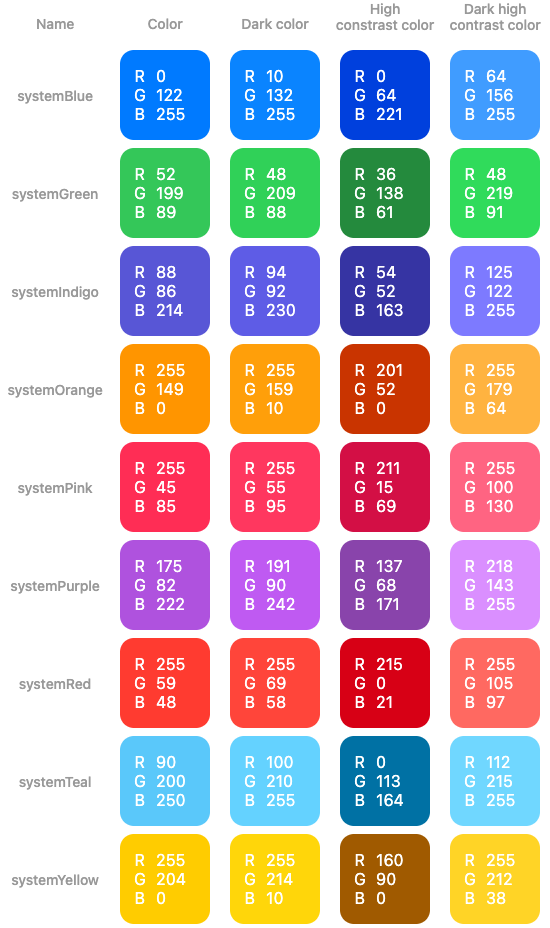 Name
Color
Dark color
High
constrast color
Dark high
contrast color
systemBlue
R 0
G 122
B 255
R 10
G 132
B 255
R 0
G 64
B 221
R 64
G 156
B 255
systemGreen
R 52
G 199
B 89
R 48
G 209
B 88
R 36
G 138
B 61
R 48
G 219
B 91
systemIndigo
R 88
G 86
B 214
R 94
G 92
B 230
R 54
G 52
B 163
R 125
G 122
B 255
systemOrange
R 255
G 149
B 0
R 255
G 159
B 10
R 201
G 52
B 0
R 255
G 179
B 64
systemPink
R 255
G 45
B 85
R 255
G 55
B 95
R 211
G 15
B 69
R 255
G 100
B 130
systemPurple
R 175
G 82
B 222
R 191
G 90
B 242
R 137
G 68
B 171
R 218
G 143
B 255
systemRed
R 255
G 59
B 48
R 255
G 69
B 58
R 215
G 0
B 21
R 255
G 105
B 97
systemTeal
R 90
G 200
B 250
R 100
G 210
B 255
R 0
G 113
B 164
R 112
G 215
B 255
systemYellow
R 255
G 204
B 0
R 255
G 214
B 10
R 160
G 90
B 0
R 255
G 212
B 38